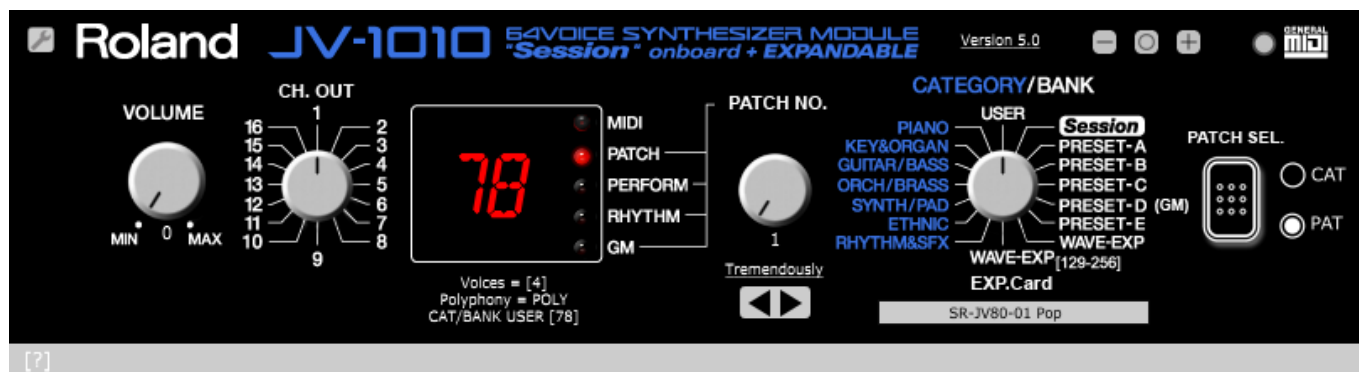 Roland JV-1010 64VOICE SYNTHESIZER MODULE
"Session" onboard + EXPANDABLE
Version 5.0
GENERAL
MIDI
VOLUME
MIN 0 MAX
CH. OUT
1
16 2
15 3
14 4
13 5
12 6
11 7
10 8
9
78
MIDI
PATCH
PERFORM
RHYTHM
GM
Voices = [4]
Polyphony = POLY
CAT/BANK USER [78]
PATCH NO.
1
Tremendously
CATEGORY/BANK
USER
PIANO Session
KEY&ORGAN PRESET-A
GUITAR/BASS PRESET-B
ORCH/BRASS PRESET-C
SYNTH/PAD PRESET-D (GM)
ETHNIC PRESET-E
RHYTHM&SFX WAVE-EXP
WAVE-EXP [129-256]
EXP.Card
SR-JV80-01 Pop
PATCH SEL.
CAT
PAT
[?]